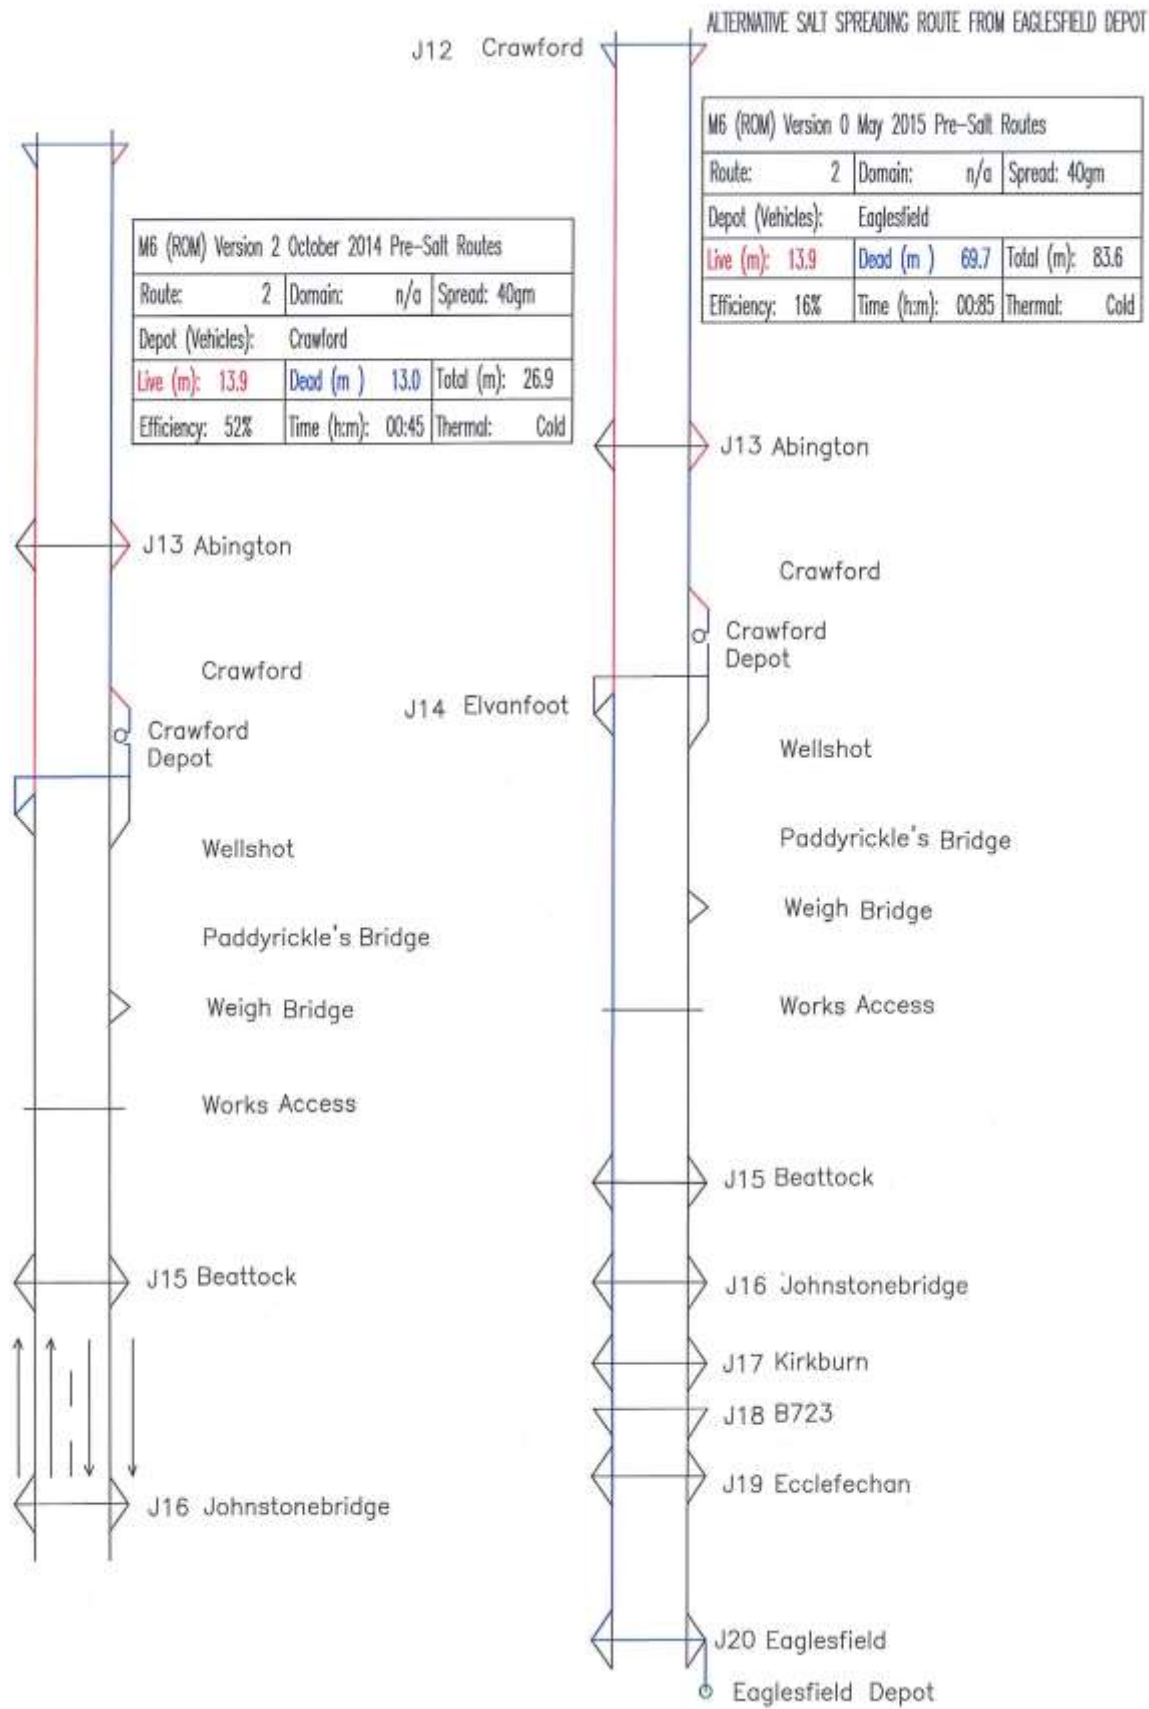 ALTERNATIVE SALT SPREADING ROUTE FROM EAGLESFIELD DEPOT
J12 Crawford
M6 (ROM) Version 0 May 2015 Pre-Salt Routes
Route: 2 Domain: n/a Spread: 40gm
Depot (Vehicles): Eaglesfield
Live (m): 13.9 Dead (m ) 69.7 Total (m): 83.6
Efficiency: 16% Time (h:m): 00:85 Thermal: Cold
M6 (ROM) Version 2 October 2014 Pre-Salt Routes
Route: 2 Domain: n/a Spread: 40gm
Depot (Vehicles): Crawford
Live (m): 13.9 Dead (m ) 13.0 Total (m): 26.9
Efficiency: 52% Time (h:m): 00:45 Thermal: Cold
J13 Abington
Crawford
Crawford
Depot
Wellshot
Paddyrickle's Bridge
Weigh Bridge
Works Access
J15 Beattock
J16 Johnstonebridge
J13 Abington
Crawford
Crawford
Depot
J14 Elvanfoot
Wellshot
Paddyrickle's Bridge
Weigh Bridge
Works Access
J15 Beattock
J16 Johnstonebridge
J17 Kirkburn
J18 B723
J19 Ecclefechan
J20 Eaglesfield
Eaglesfield Depot